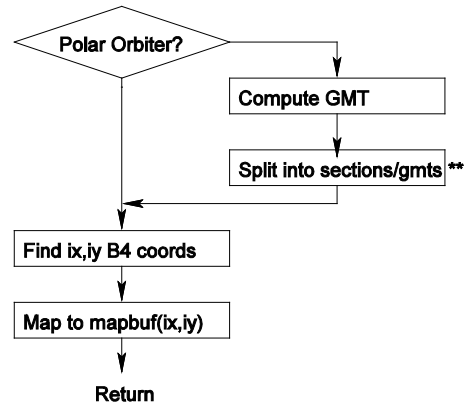 Polar Orbiter?
Compute GMT
Split into sections/gmts **
Find ix,iy B4 coords
Map to mapbuf(ix,iy)
Return